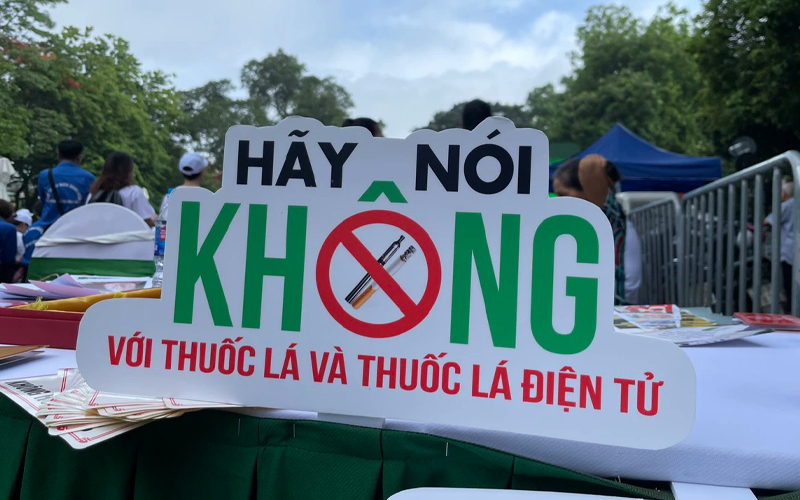 HÃY NÓI
KHÔNG
VỚI THUỐC LÁ VÀ THUỐC LÁ ĐIỆN TỬ